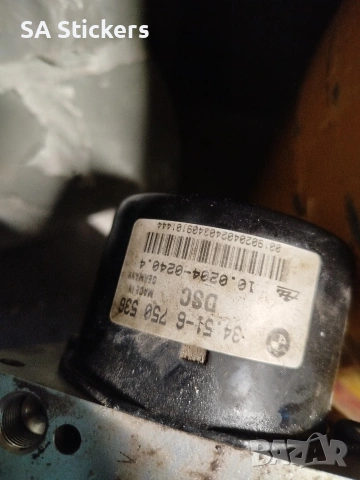 SA Stickers
34.51-6 750 536
DSC
MADE IN
GERMANY
10.0204-0240.4
BAZAR